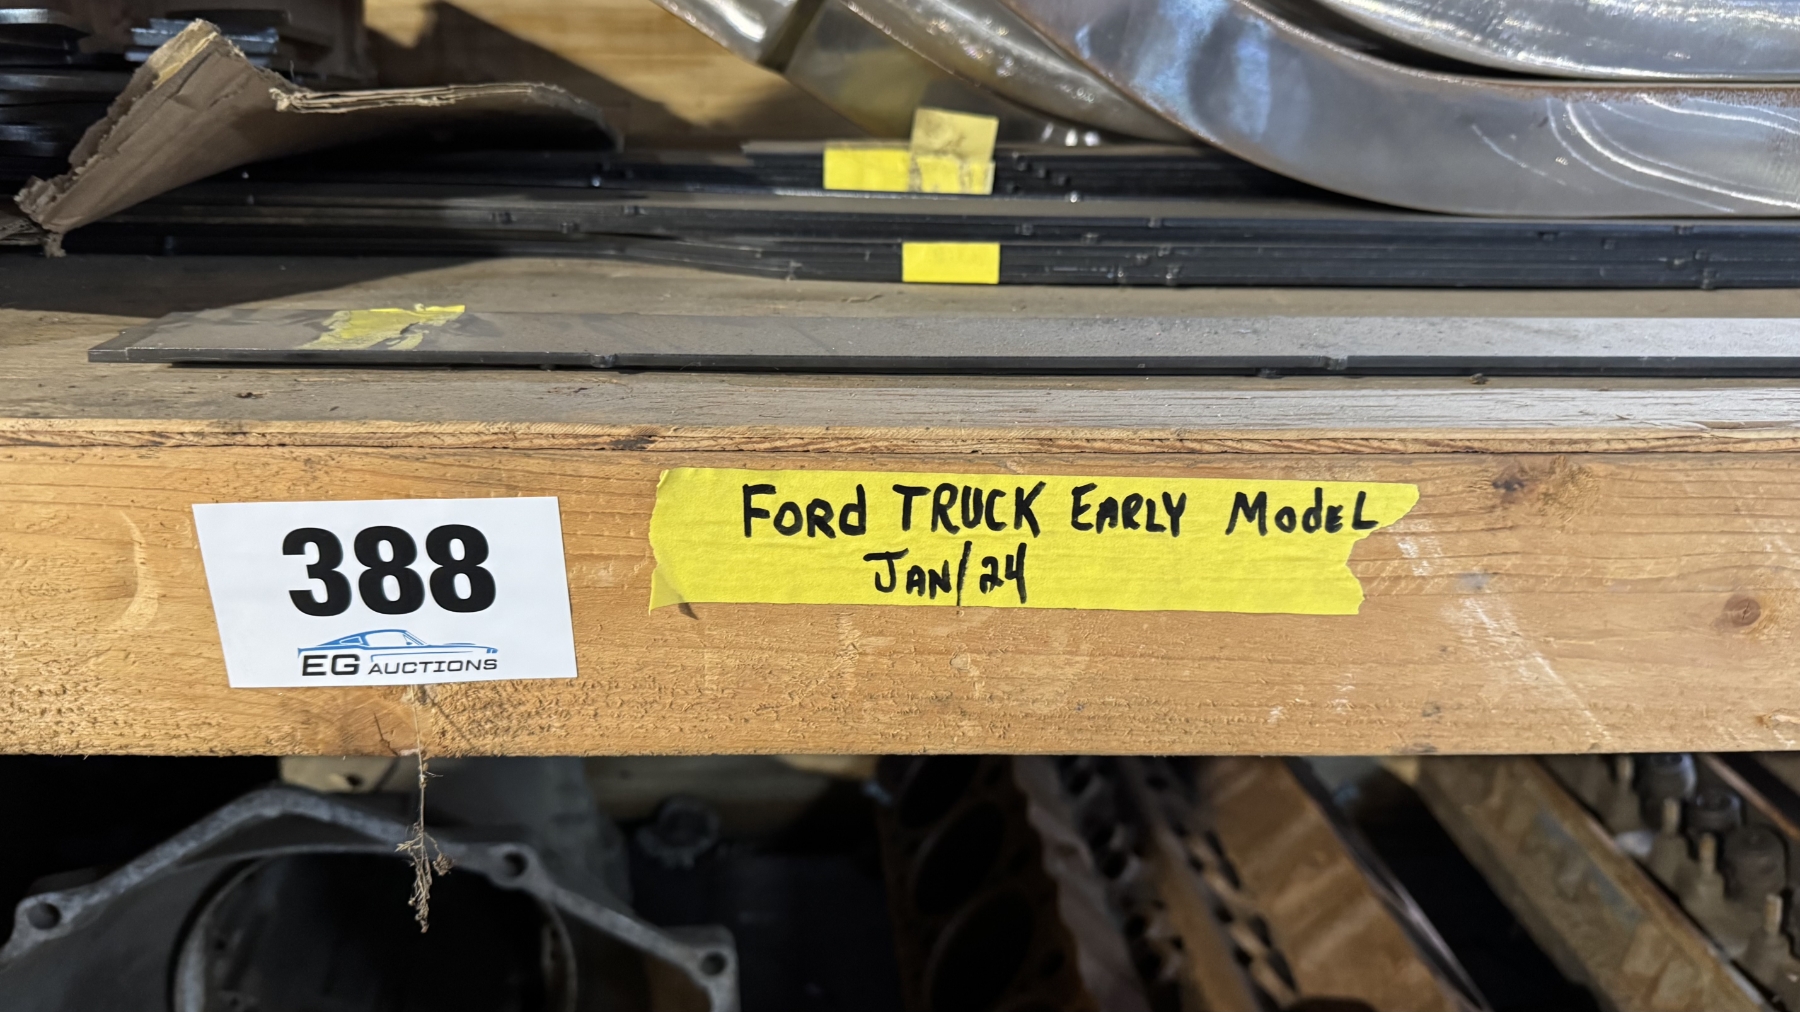 388
EG AUCTIONS
FORd TRUCK EARLY ModEL
JAN/24